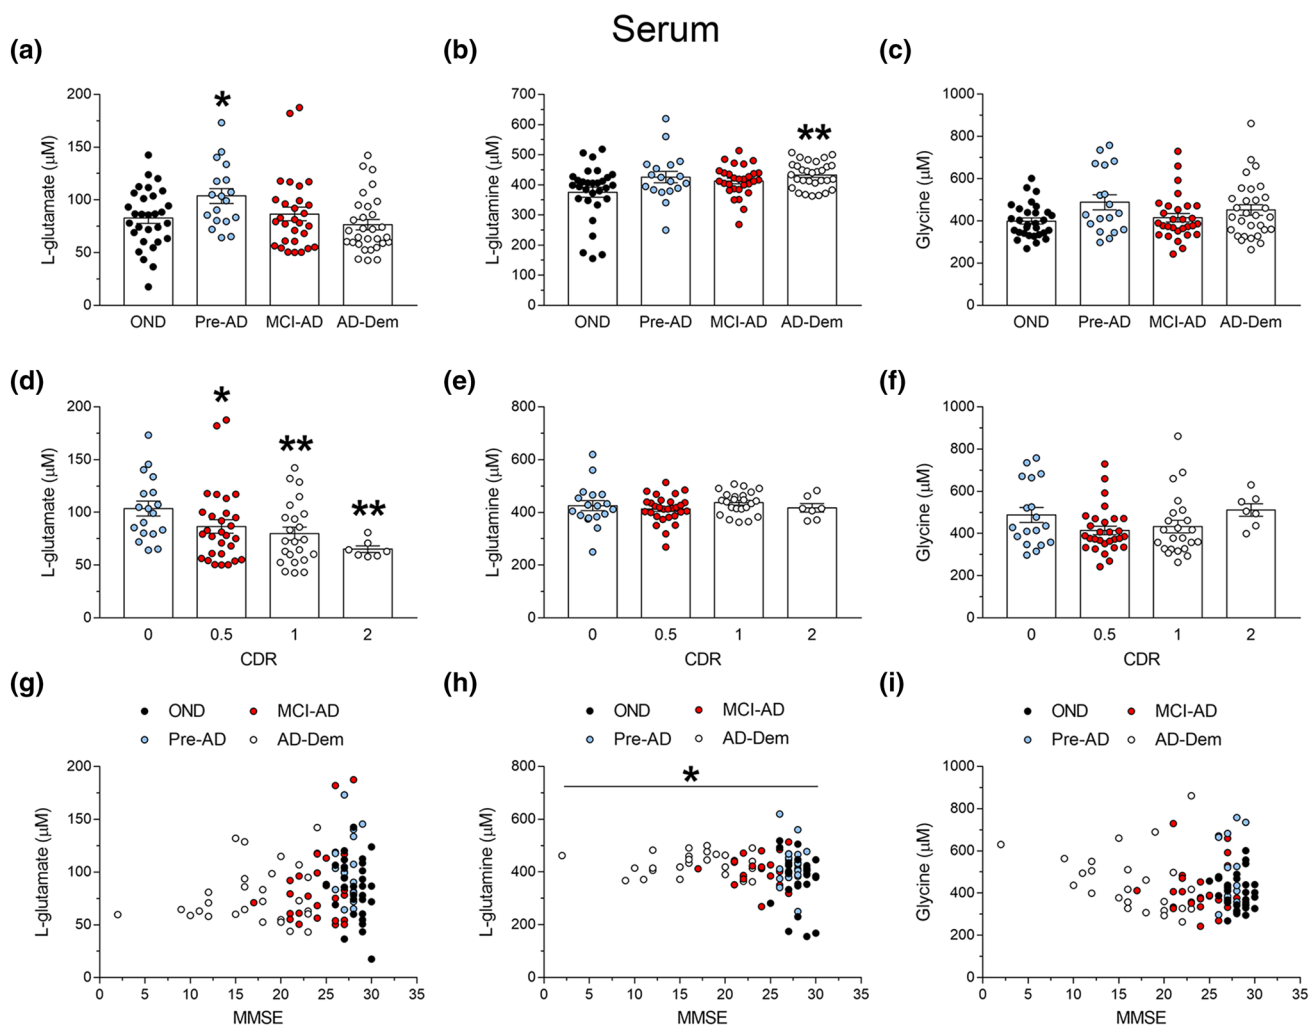 Serum
(a)
(b)
(c)
L-glutamate (μM)
200
150
100
50
0
*
OND Pre-AD MCI-AD AD-Dem
L-glutamine (μM)
700
600
500
400
300
200
100
0
**
OND Pre-AD MCI-AD AD-Dem
Glycine (μM)
1000
800
600
400
200
0
OND Pre-AD MCI-AD AD-Dem
(d)
(e)
(f)
L-glutamate (μM)
200
150
100
50
0
*
**
**
0 0.5 1 2
CDR
L-glutamine (μM)
800
600
400
200
0
0 0.5 1 2
CDR
Glycine (μM)
1000
800
600
400
200
0
0 0.5 1 2
CDR
(g)
(h)
(i)
OND MCI-AD
Pre-AD AD-Dem
L-glutamate (μM)
200
150
100
50
0
0 5 10 15 20 25 30 35
MMSE
OND MCI-AD
Pre-AD AD-Dem
L-glutamine (μM)
800
600
400
200
0
*
0 5 10 15 20 25 30 35
MMSE
OND MCI-AD
Pre-AD AD-Dem
Glycine (μM)
1000
800
600
400
200
0
0 5 10 15 20 25 30 35
MMSE